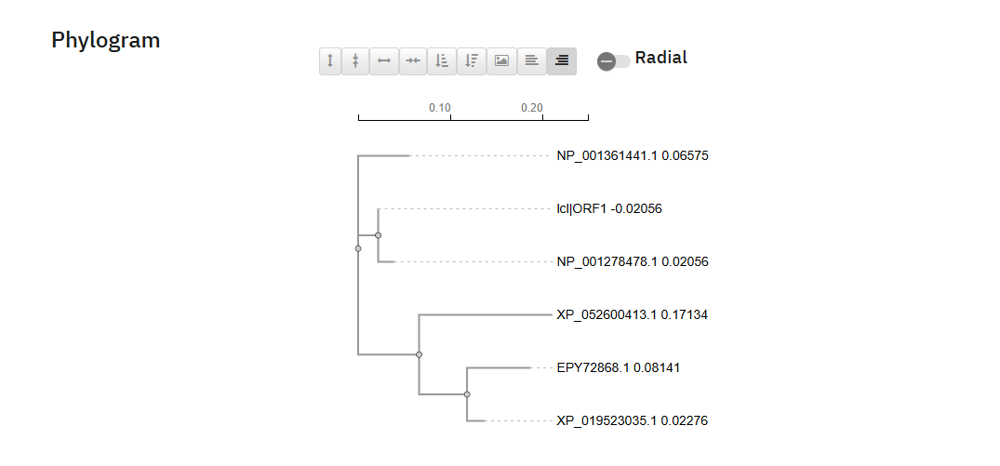 Phylogram
Radial
0.10 0.20
NP_001361441.1 0.06575
lcl|ORF1 -0.02056
NP_001278478.1 0.02056
XP_052600413.1 0.17134
EPY72868.1 0.08141
XP_019523035.1 0.02276